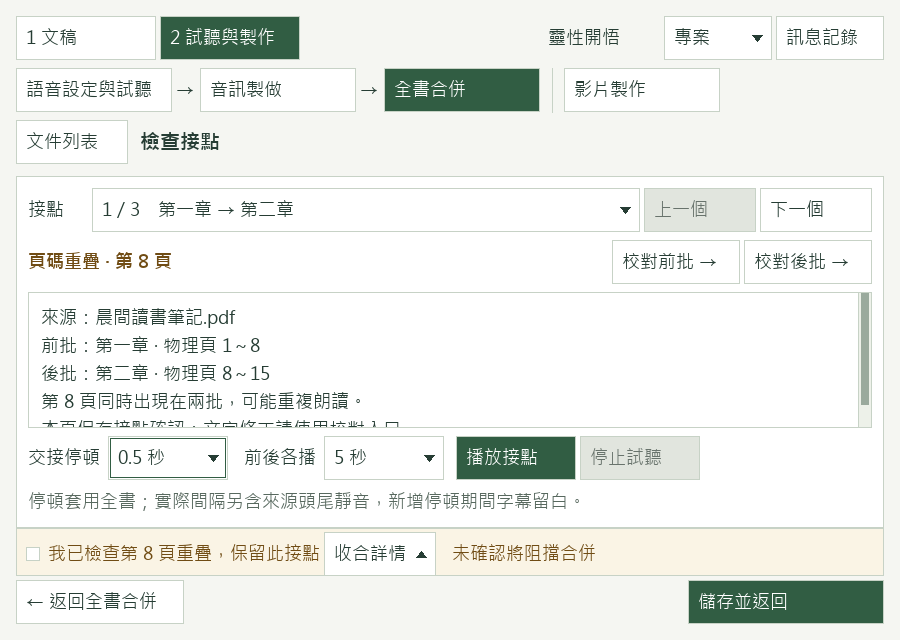 1 文稿
2 試聽與製作
靈性開悟
專案
訊息記錄
語音設定與試聽 → 音訊製做 → 全書合併
影片製作
文件列表
檢查接點
接點
1 / 3 第一章 → 第二章
上一個
下一個
頁碼重疊 · 第 8 頁
校對前批 →
校對後批 →
來源：晨間讀書筆記.pdf
前批：第一章 · 物理頁 1 ~ 8
後批：第二章 · 物理頁 8 ~ 15
第 8 頁同時出現在兩批，可能重複朗讀。
交接停頓
0.5 秒
前後各播
5 秒
播放接點
停止試聽
停頓套用全書；實際間隔另含來源頭尾靜音，新增停頓期間字幕留白。
我已檢查第 8 頁重疊，保留此接點
收合詳情
未確認將阻擋合併
← 返回全書合併
儲存並返回